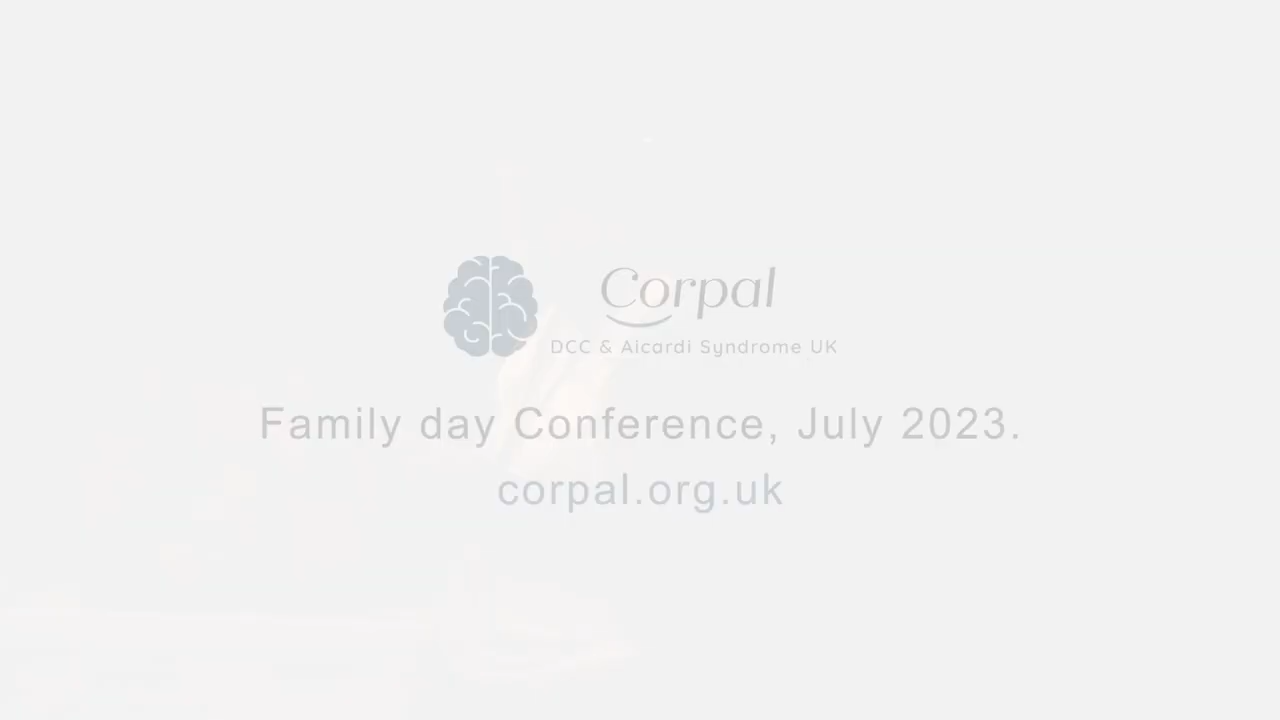 Corpal
DCC & Aicardi Syndrome UK
Family day Conference, July 2023.
corpal.org.uk